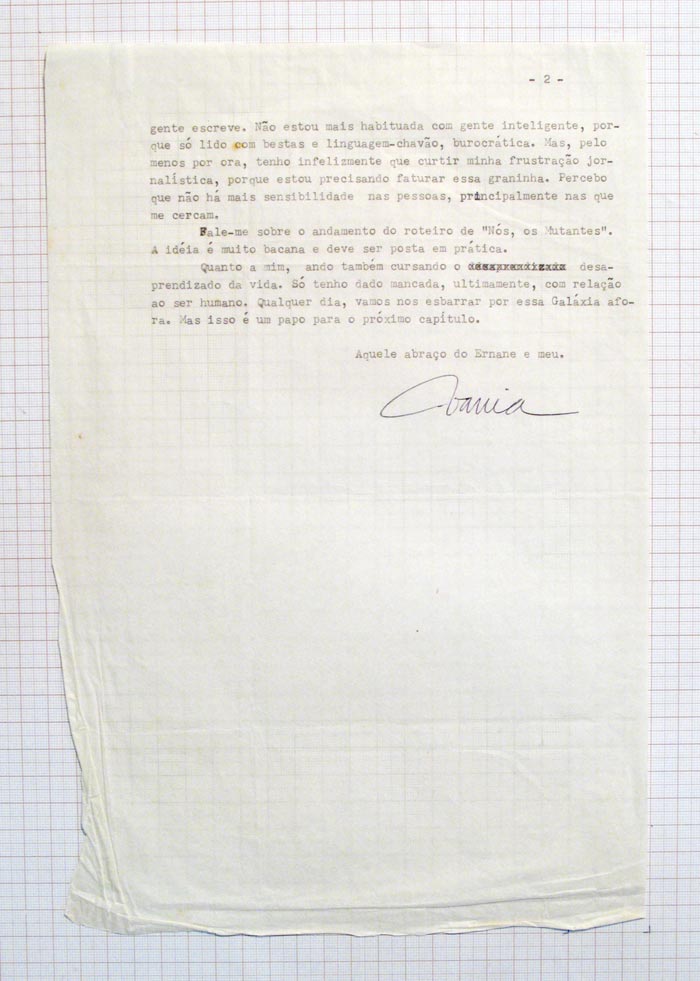 - 2 -
gente escreve. Não estou mais habituada com gente inteligente, por-
que só lido com bestas e linguagem-chavão, burocrática. Mas, pelo
menos por ora, tenho infelizmente que curtir minha frustração jor-
nalística, porque estou precisando faturar essa graninha. Percebo
que não há mais sensibilidade nas pessoas, principalmente nas que
me cercam.
Fale-me sobre o andamento do roteiro de "Nós, os Mutantes".
A idéia é muito bacana e deve ser posta em prática.
Quanto a mim, ando também cursando o desa-
aprendizado da vida. Só tenho dado mancada, ultimamente, com relação
ao ser humano. Qualquer dia, vamos nos esbarrar por essa Galáxia afo-
ra. Mas isso é um papo para o próximo capítulo.
Aquele abraço do Ernane e meu.